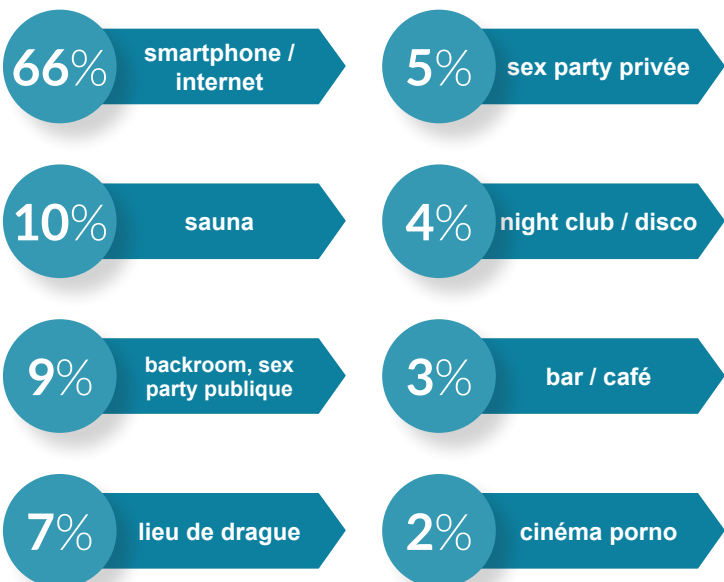 66%
smartphone /
internet
5%
sex party privée
10%
sauna
4%
night club / disco
9%
backroom, sex
party publique
3%
bar / café
7%
lieu de drague
2%
cinéma porno